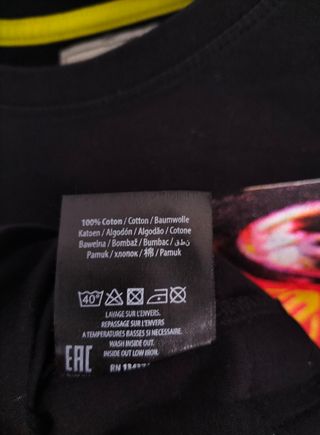 100% Coton / Cotton / Baumwolle
Katoen / Algodón / Algodão / Cotone
Bawełna / Bombaž / Bumbac / قطن
Pamuk / хлопок / 棉 / Pamuk
40°
LAVAGE SUR L'ENVERS.
REPASSAGE SUR L'ENVERS
A TEMPERATURES BASSES SI NECESSAIRE.
WASH INSIDE OUT.
INSIDE OUT LOW IRON.
EAC
RN